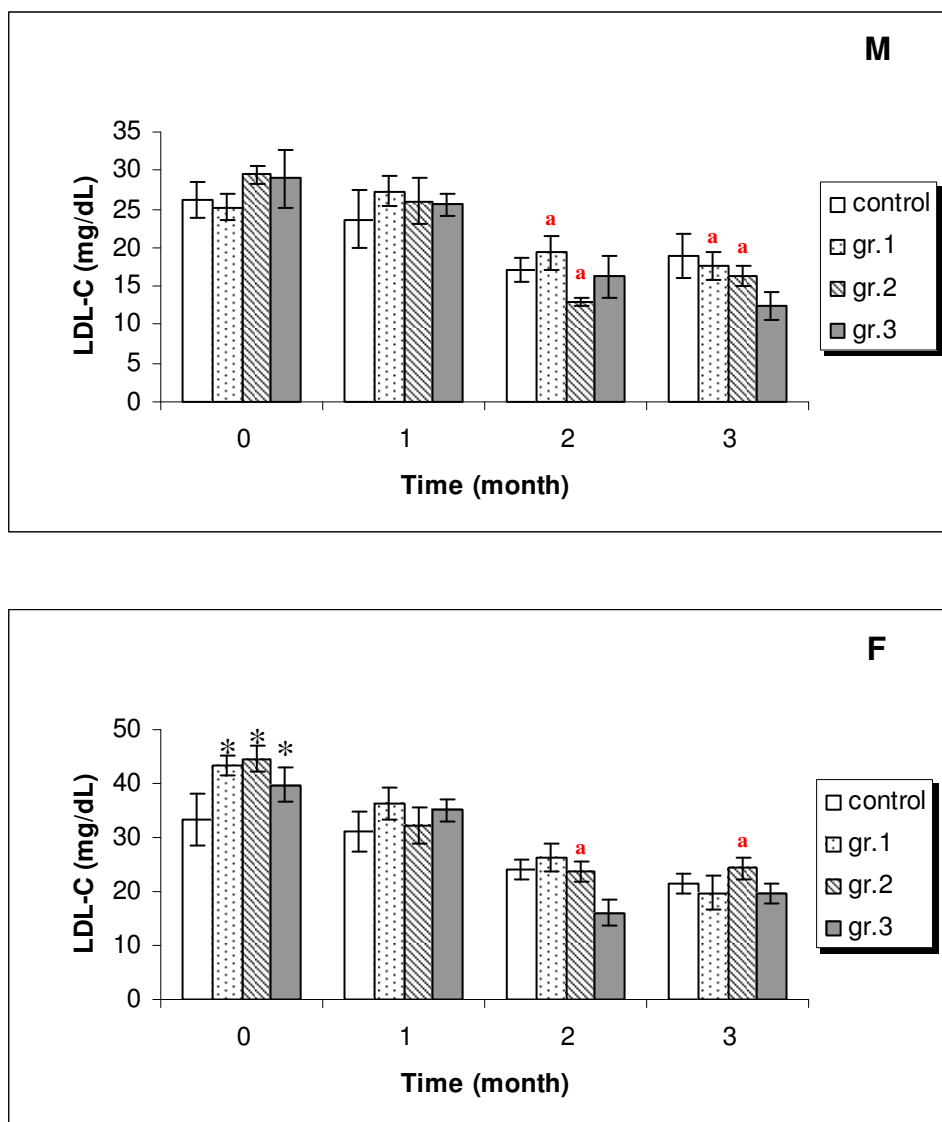 M
LDL-C (mg/dL)
35
30
25
20
15
10
5
0
a
a
a
a
0
1
2
3
Time (month)
control
gr.1
gr.2
gr.3
F
LDL-C (mg/dL)
50
40
30
20
10
0
* * *
a
a
0
1
2
3
Time (month)
control
gr.1
gr.2
gr.3